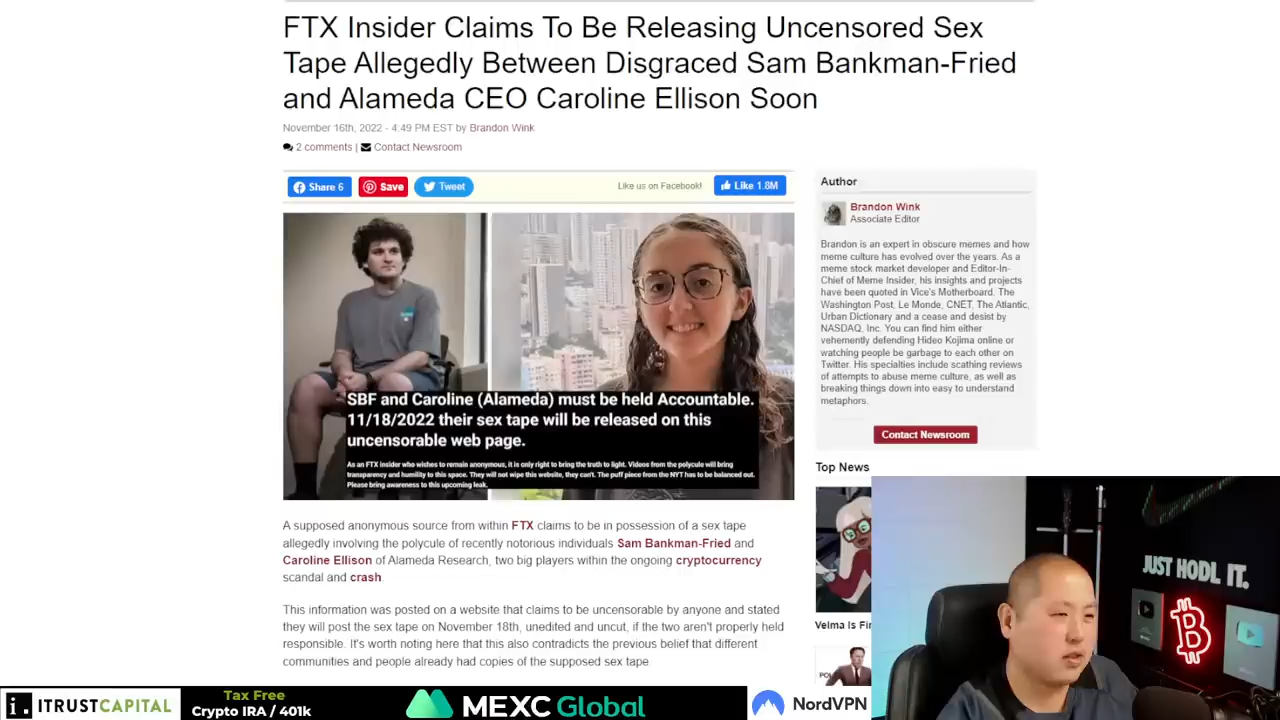 FTX Insider Claims To Be Releasing Uncensored Sex
Tape Allegedly Between Disgraced Sam Bankman-Fried
and Alameda CEO Caroline Ellison Soon
November 16th, 2022 - 4:49 PM EST by Brandon Wink
2 comments | Contact Newsroom
Share 6
Save
Tweet
Like us on Facebook!
Like 1.8M
SBF and Caroline (Alameda) must be held Accountable.
11/18/2022 their sex tape will be released on this
uncensorable web page.
As an FTX insider who wishes to remain anonymous, it is only right to bring the truth to light. Videos from the polycule will bring
transparency and humility to this space. They will not wipe this website, they can't. The puff piece from the NYT has to be balanced out.
Please bring awareness to this upcoming leak.
A supposed anonymous source from within FTX claims to be in possession of a sex tape
allegedly involving the polycule of recently notorious individuals Sam Bankman-Fried and
Caroline Ellison of Alameda Research, two big players within the ongoing cryptocurrency
scandal and crash
This information was posted on a website that claims to be uncensorable by anyone and stated
they will post the sex tape on November 18th, unedited and uncut, if the two aren't properly held
responsible. It's worth noting here that this also contradicts the previous belief that different
communities and people already had copies of the supposed sex tape
Author
Brandon Wink
Associate Editor
Brandon is an expert in obscure memes and how
meme culture has evolved over the years. As a
meme stock market developer and Editor-In-
Chief of Meme Insider, his insights and projects
have been quoted in Vice's Motherboard. The
Washington Post, Le Monde, CNET, The Atlantic,
Urban Dictionary and a cease and desist by
NASDAQ, Inc. You can find him either
vehemently defending Hideo Kojima online or
watching people be garbage to each other on
Twitter. His specialties include scathing reviews
of attempts to abuse meme culture, as well as
breaking things down into easy to understand
metaphors.
Contact Newsroom
Top News
Velma Is Fi
JUST HODL IT.
i. ITRUSTCAPITAL
Tax Free
Crypto IRA / 401k
MEXC Global
NordVPN